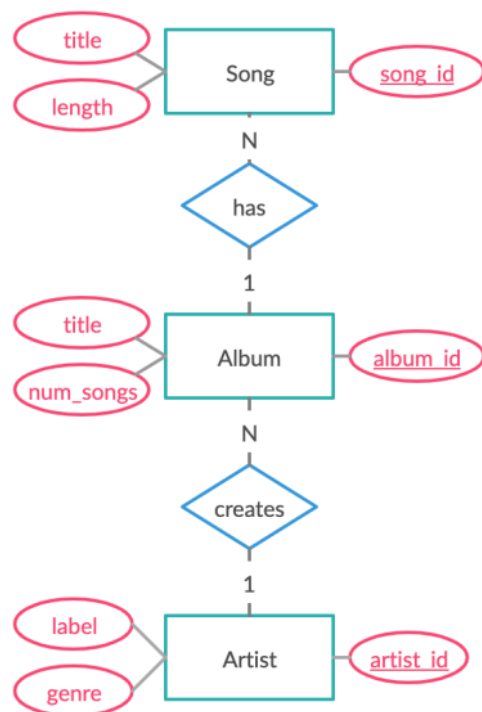 title
Song
song_id
length
N
has
1
title
Album
album_id
num_songs
N
creates
1
label
Artist
artist_id
genre